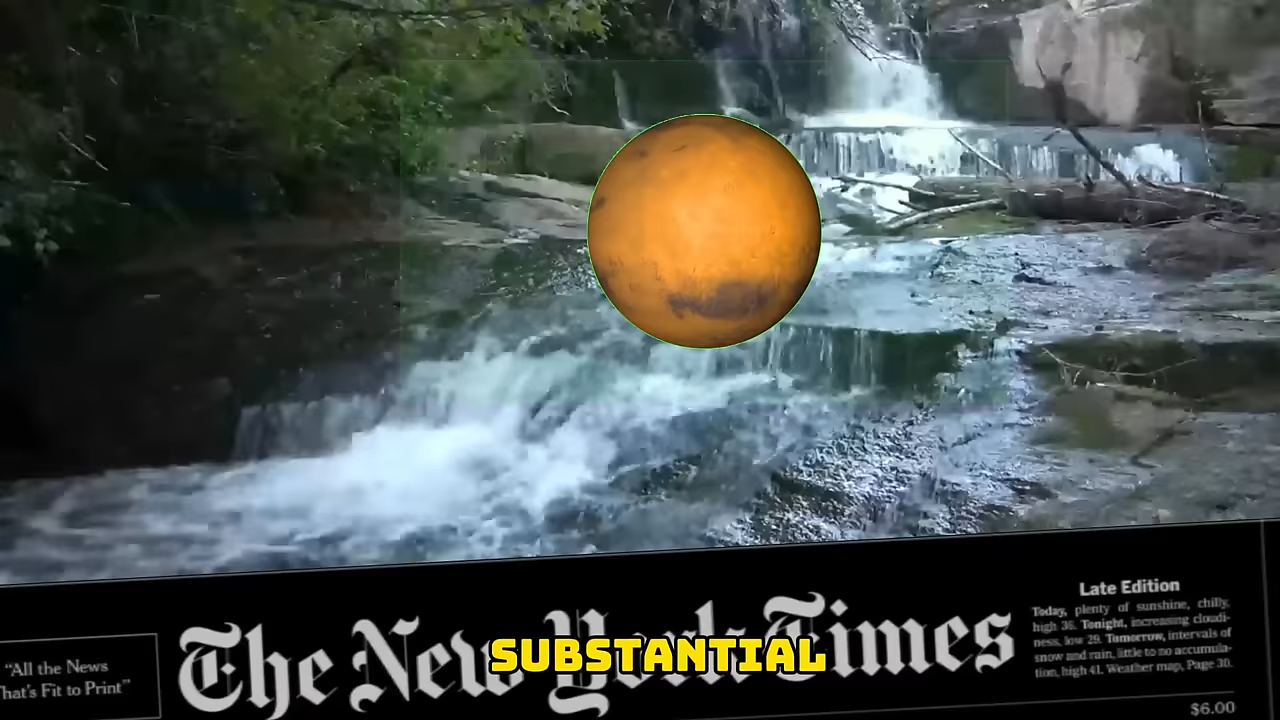 The New York Times
SUBSTANTIAL
"All the News
That's Fit to Print"
Late Edition
Today, plenty of sunshine, chilly,
high 36. Tonight, increasing cloudi-
ness, low 29. Tomorrow, intervals of
snow and rain, little to no accumula-
tion, high 41. Weather map, Page 30.
$6.00